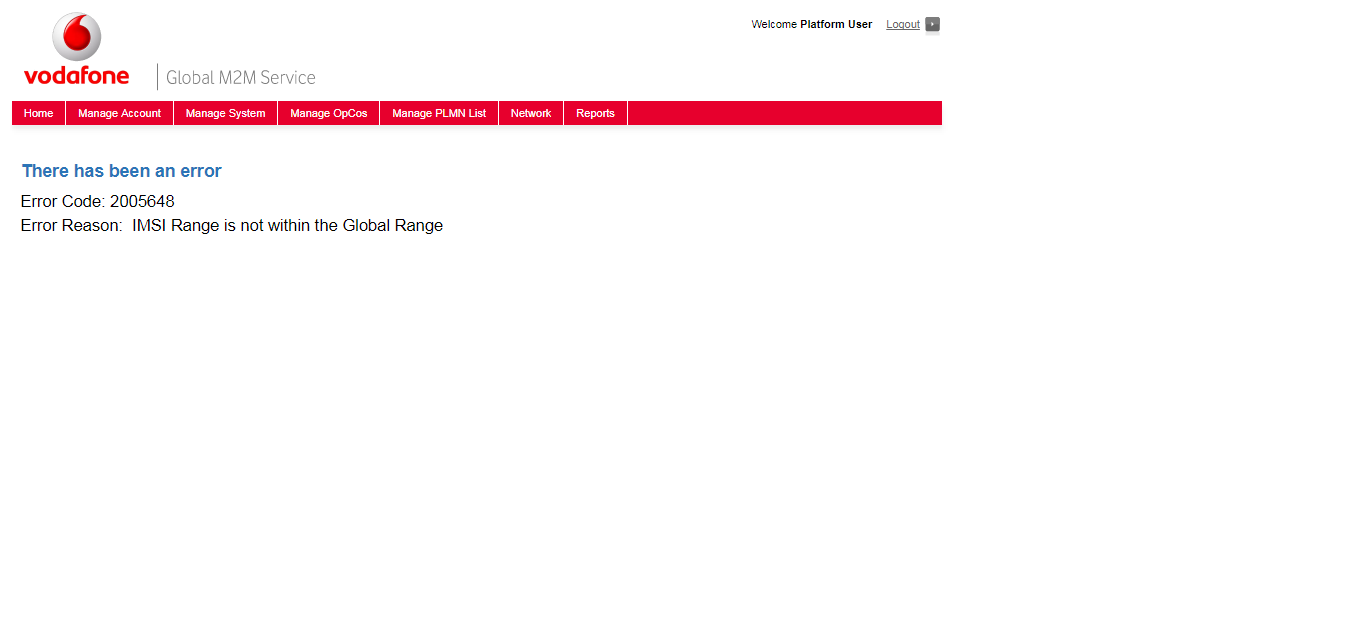 Welcome Platform User Logout
vodafone
Global M2M Service
Home Manage Account Manage System Manage OpCos Manage PLMN List Network Reports
There has been an error
Error Code: 2005648
Error Reason: IMSI Range is not within the Global Range